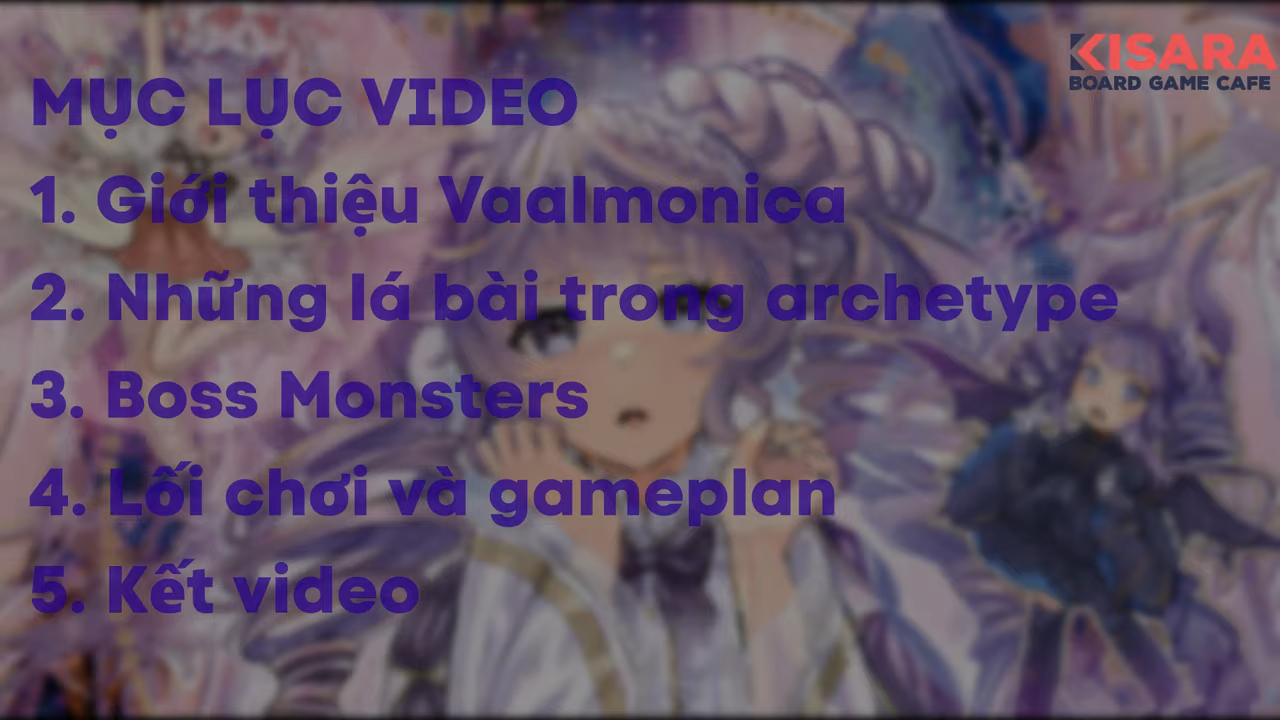 KISARA
BOARD GAME CAFE
MỤC LỤC VIDEO
1. Giới thiệu Vaalmonica
2. Những lá bài trong archetype
3. Boss Monsters
4. Lối chơi và gameplan
5. Kết video